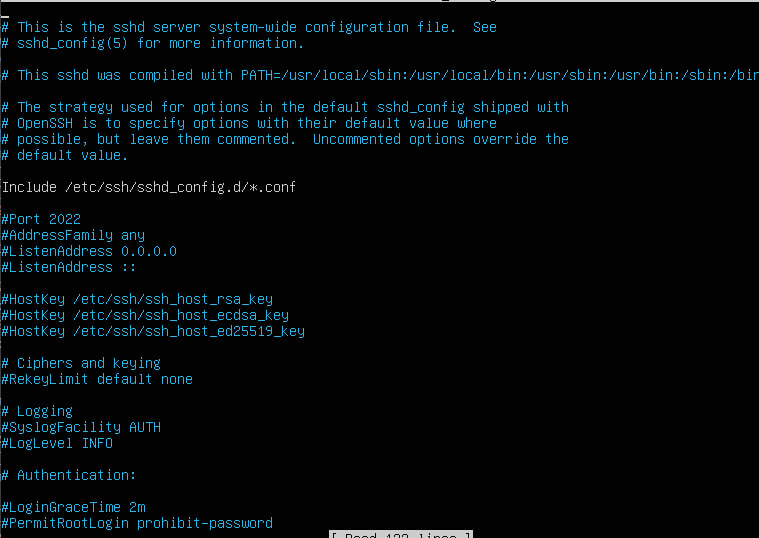 # This is the sshd server system-wide configuration file.  See
# sshd_config(5) for more information.
# This sshd was compiled with PATH=/usr/local/sbin:/usr/local/bin:/usr/sbin:/usr/bin:/sbin:/bin
# The strategy used for options in the default sshd_config shipped with
# OpenSSH is to specify options with their default value where
# possible, but leave them commented.  Uncommented options override the
# default value.
Include /etc/ssh/sshd_config.d/*.conf
#Port 2022
#AddressFamily any
#ListenAddress 0.0.0.0
#ListenAddress ::
#HostKey /etc/ssh/ssh_host_rsa_key
#HostKey /etc/ssh/ssh_host_ecdsa_key
#HostKey /etc/ssh/ssh_host_ed25519_key
# Ciphers and keying
#RekeyLimit default none
# Logging
#SyslogFacility AUTH
#LogLevel INFO
# Authentication:
#LoginGraceTime 2m
#PermitRootLogin prohibit-password